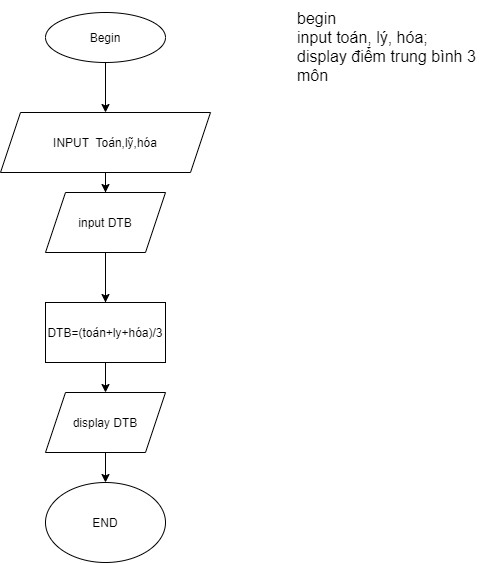 Begin
INPUT  Toán,lỹ,hóa
input DTB
DTB=(toán+ly+hóa)/3
display DTB
END
begin
input toán, lý, hóa;
display điểm trung bình 3
môn